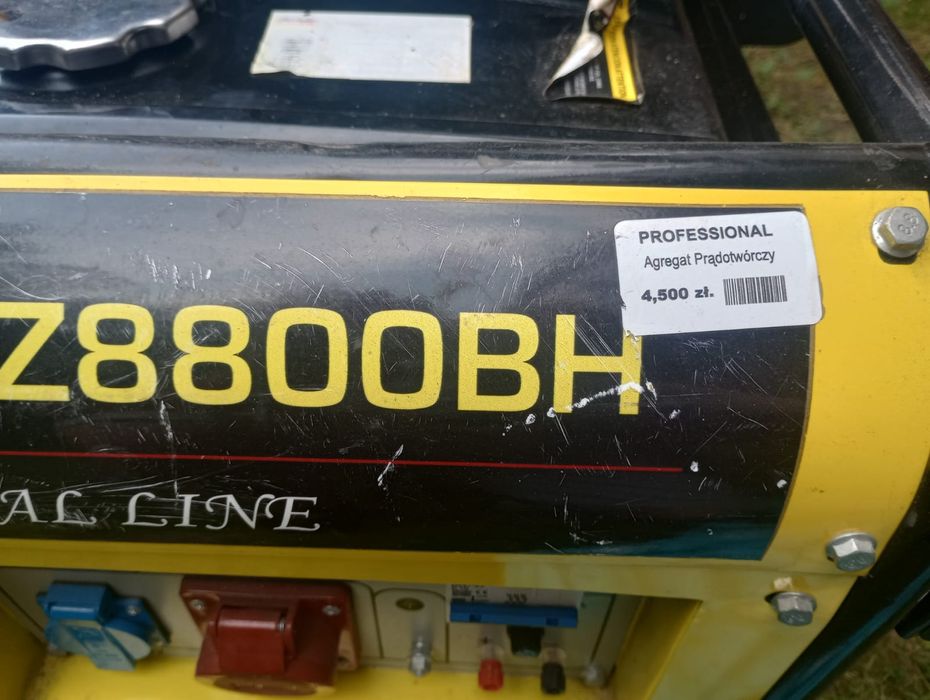 PROFESSIONAL
Agregat Prądotwórczy
4,500 zł.
Z8800BH
AL LINE